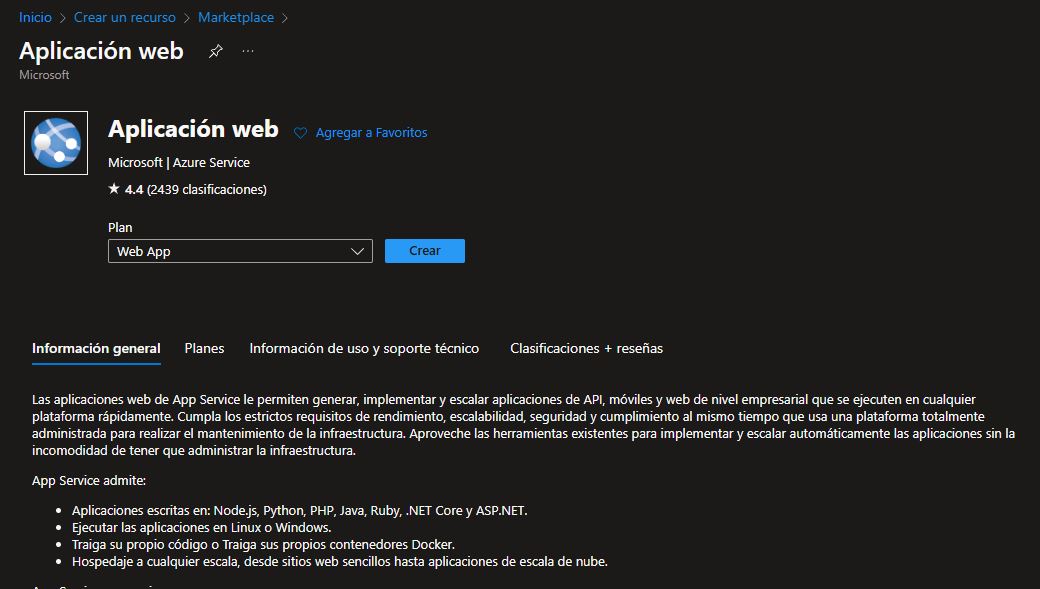 Inicio > Crear un recurso > Marketplace >
Aplicación web ...
Microsoft
Aplicación web Agregar a Favoritos
Microsoft | Azure Service
★ 4.4 (2439 clasificaciones)
Plan
Web App Crear
Información general Planes Información de uso y soporte técnico Clasificaciones + reseñas
Las aplicaciones web de App Service le permiten generar, implementar y escalar aplicaciones de API, móviles y web de nivel empresarial que se ejecuten en cualquier
plataforma rápidamente. Cumpla los estrictos requisitos de rendimiento, escalabilidad, seguridad y cumplimiento al mismo tiempo que usa una plataforma totalmente
administrada para realizar el mantenimiento de la infraestructura. Aproveche las herramientas existentes para implementar y escalar automáticamente las aplicaciones sin la
incomodidad de tener que administrar la infraestructura.
App Service admite:
• Aplicaciones escritas en: Node.js, Python, PHP, Java, Ruby, .NET Core y ASP.NET.
• Ejecutar las aplicaciones en Linux o Windows.
• Traiga su propio código o Traiga sus propios contenedores Docker.
• Hospedaje a cualquier escala, desde sitios web sencillos hasta aplicaciones de escala de nube.